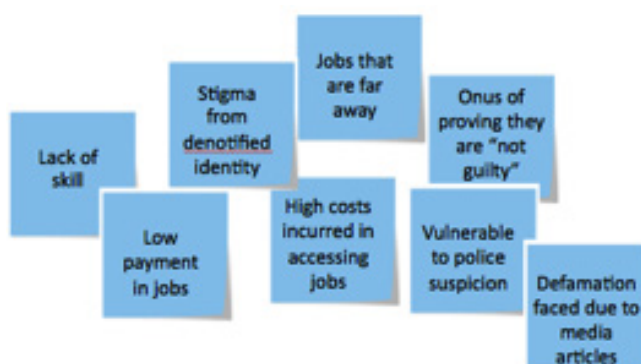 Lack of
skill
Stigma
from
denotified
identity
Jobs that
are far
away
Onus of
proving they
are “not
guilty”
Low
payment
in jobs
High costs
incurred in
accessing
jobs
Vulnerable
to police
suspicion
Defamation
faced due to
media
articles